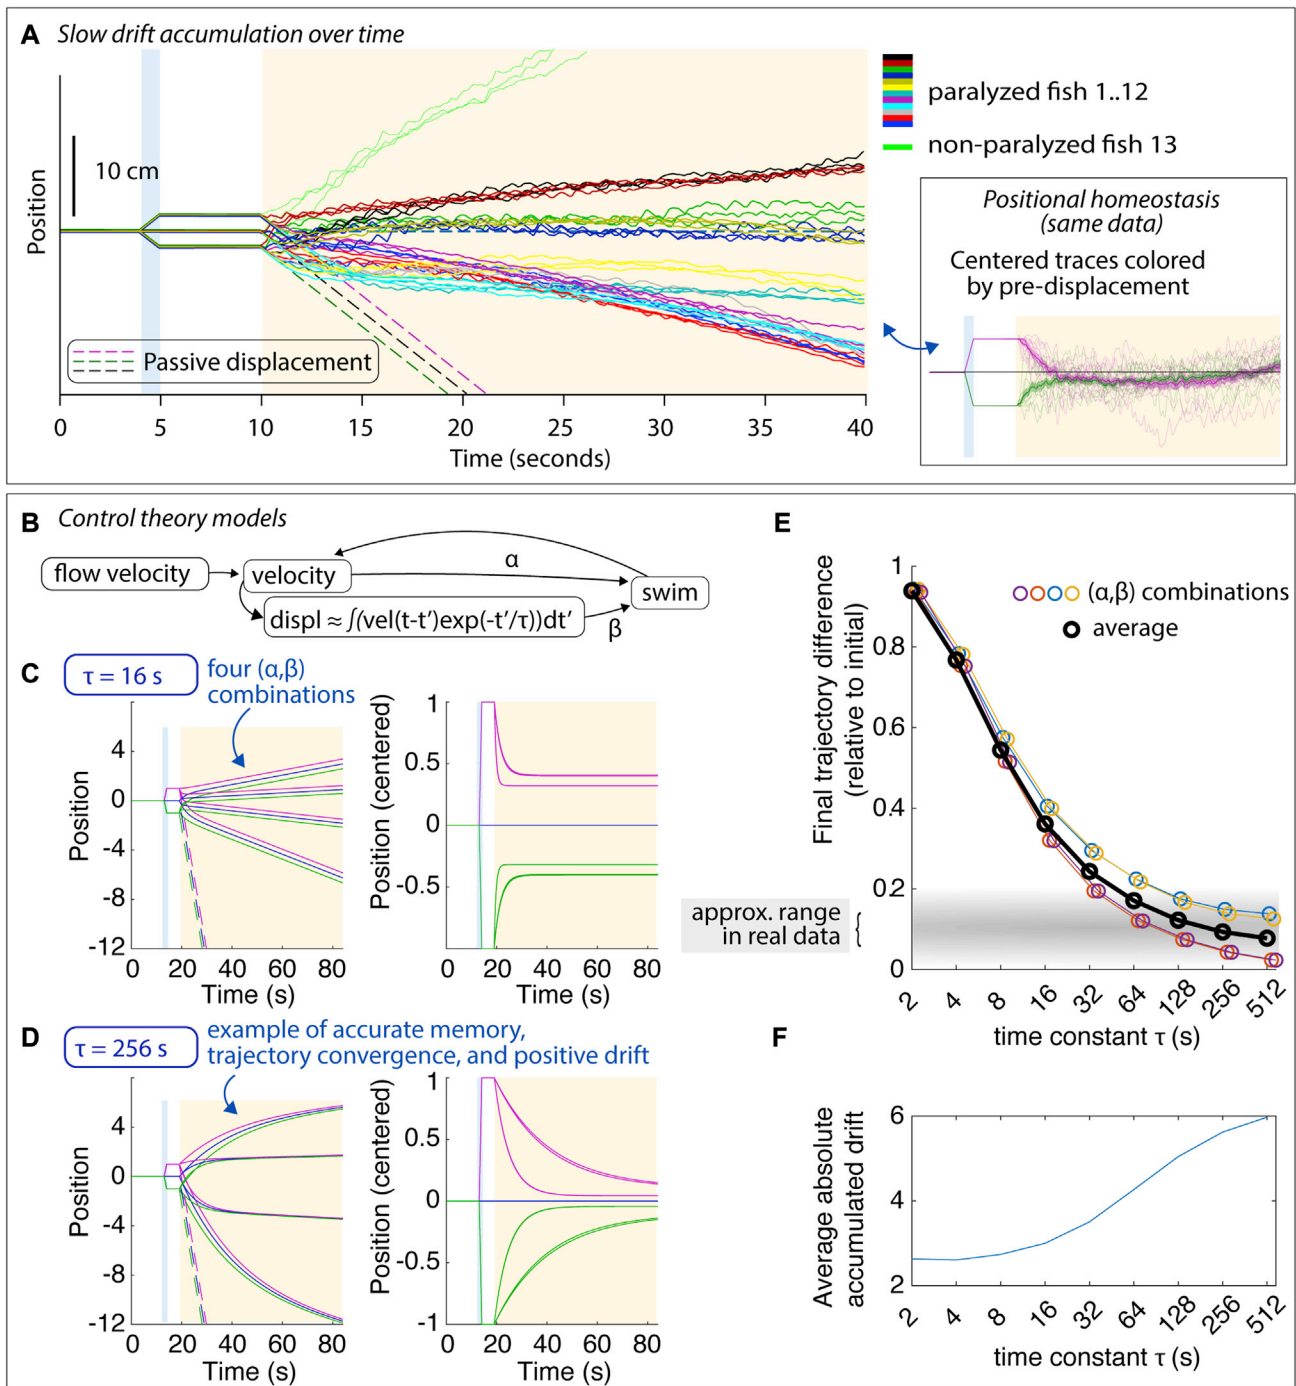 A Slow drift accumulation over time
Position
10 cm
Passive displacement
0 5 10 15 20 25 30 35 40
Time (seconds)
paralyzed fish 1..12
non-paralyzed fish 13
Positional homeostasis
(same data)
Centered traces colored
by pre-displacement
B Control theory models
flow velocity
velocity
α
swim
displ ≈ ∫(vel(t-t’)exp(-t’/τ))dt’
β
C
τ = 16 s
four (α,β)
combinations
Position
4
0
-4
-8
-12
0 20 40 60 80
Time (s)
Position (centered)
1
0.5
0
-0.5
0 20 40 60 80
Time (s)
D
τ = 256 s
example of accurate memory,
trajectory convergence, and positive drift
Position
4
0
-4
-8
-12
0 20 40 60 80
Time (s)
Position (centered)
1
0.5
0
-0.5
-1
0 20 40 60 80
Time (s)
E
Final trajectory difference
(relative to initial)
1
0.8
0.6
0.4
0.2
0
(α,β) combinations
average
approx. range
in real data
2 4 8 16 32 64 128 256 512
time constant τ (s)
F
Average absolute
accumulated drift
6
4
2
2 4 8 16 32 64 128 256 512
time constant τ (s)